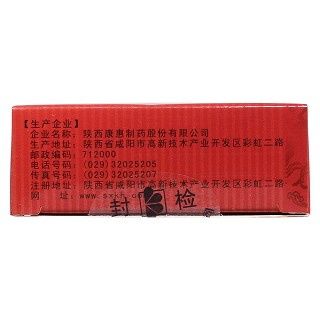 【生产企业】
企业名称：陕西康惠制药股份有限公司
生产地址：陕西省咸阳市高新技术产业开发区彩虹二路
邮政编码：712000
电话号码：(029)32025205
传真号码：(029)32025207
注册地址：陕西省咸阳市高新技术产业开发区彩虹二路
网　　址：
封 检